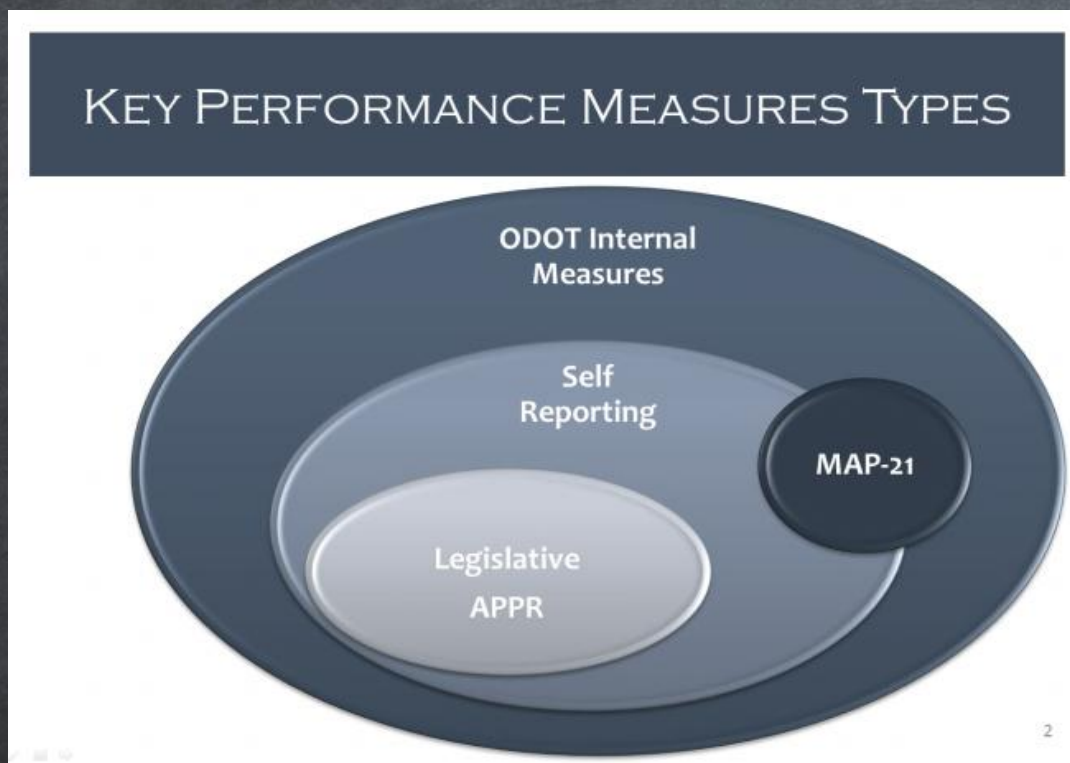 KEY PERFORMANCE MEASURES TYPES
ODOT Internal
Measures
Self
Reporting
MAP-21
Legislative
APPR
2